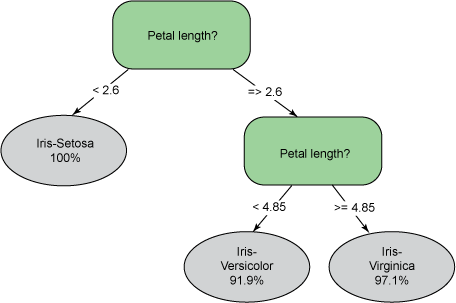 Petal length?
< 2.6
=> 2.6
Iris-Setosa
100%
Petal length?
< 4.85
>= 4.85
Iris-
Versicolor
91.9%
Iris-
Virginica
97.1%